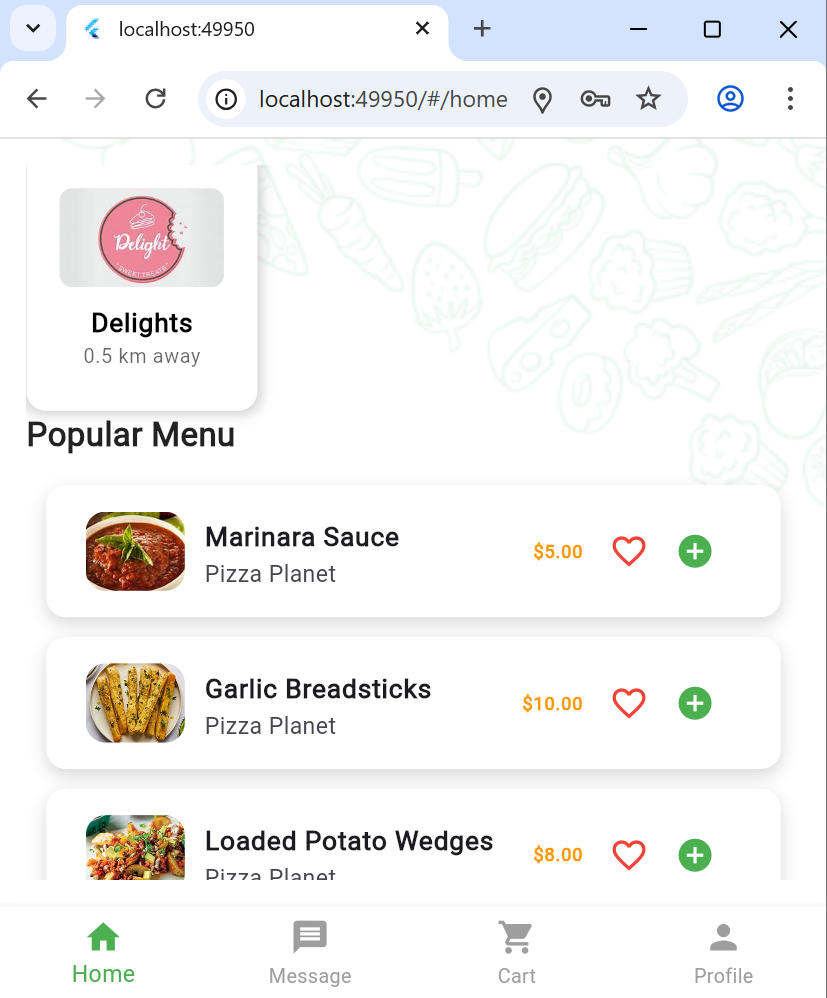 localhost:49950
localhost:49950/#/home
Delight
SWEET TREATS
Delights
0.5 km away
Popular Menu
Marinara Sauce
Pizza Planet
$5.00
Garlic Breadsticks
Pizza Planet
$10.00
Loaded Potato Wedges
Pizza Planet
$8.00
Home
Message
Cart
Profile